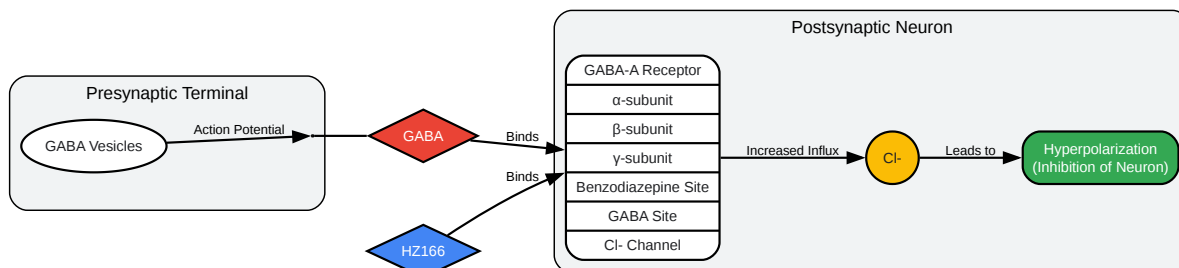 Presynaptic Terminal
GABA Vesicles
Action Potential
GABA
Binds
HZ166
Binds
Postsynaptic Neuron
GABA-A Receptor
α-subunit
β-subunit
γ-subunit
Benzodiazepine Site
GABA Site
Cl- Channel
Increased Influx
Cl-
Leads to
Hyperpolarization
(Inhibition of Neuron)